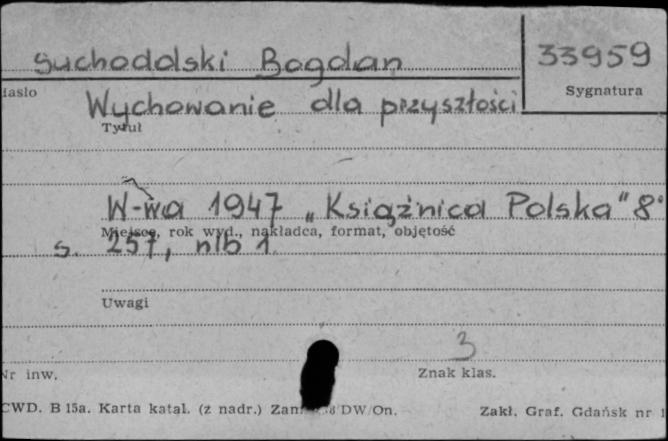 Suchodolski Bogdan 33959
Hasło Sygnatura
Wychowanie dla przyszłości
Tytuł
W-wa 1947 „Książnica Polska" 8°
Miejsce, rok wyd., nakładca, format, objętość
s. 257, nlb 1.
Uwagi
3
Nr inw. Znak klas.
CWD. B 15a. Karta katal. (z nadr.) DW/On. Zakł. Graf. Gdańsk nr 1